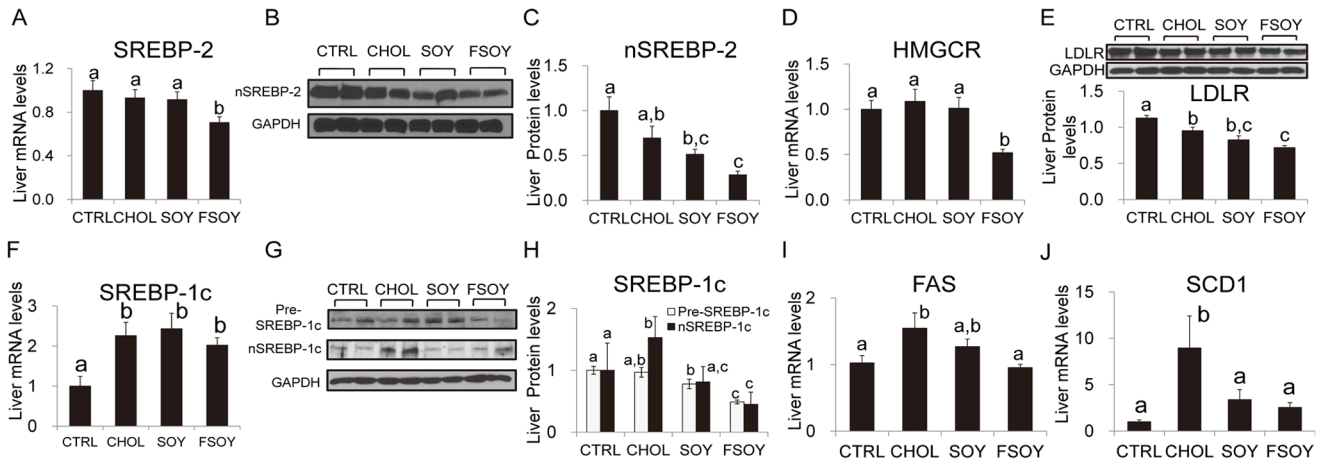 A
SREBP-2
Liver mRNA levels
1.2
0.8
0.4
0.0
a
a
a
b
CTRL CHOL SOY FSOY
B
CTRL CHOL SOY FSOY
nSREBP-2
GAPDH
C
nSREBP-2
Liver Protein levels
1.5
1.0
0.5
0.0
a
a,b
b,c
c
CTRL CHOL SOY FSOY
D
HMGCR
Liver mRNA levels
1.5
1.0
0.5
0.0
a
a
a
b
CTRL CHOL SOY FSOY
E
CTRL CHOL SOY FSOY
LDLR
GAPDH
LDLR
Liver Protein
levels
1.5
1.0
0.5
0.0
a
b
b,c
c
CTRL CHOL SOY FSOY
F
SREBP-1c
Liver mRNA levels
3
2
1
0
a
b
b
b
CTRL CHOL SOY FSOY
G
CTRL CHOL SOY FSOY
Pre-
SREBP-1c
nSREBP-1c
GAPDH
H
SREBP-1c
Pre-SREBP-1c
nSREBP-1c
Liver Protein levels
2
1
0
a
a
a,b
b
b
a,c
c
c
CTRL CHOL SOY FSOY
I
FAS
Liver mRNA levels
2
1
0
a
b
a,b
a
CTRL CHOL SOY FSOY
J
SCD1
Liver mRNA levels
15
10
5
0
a
b
a
a
CTRL CHOL SOY FSOY